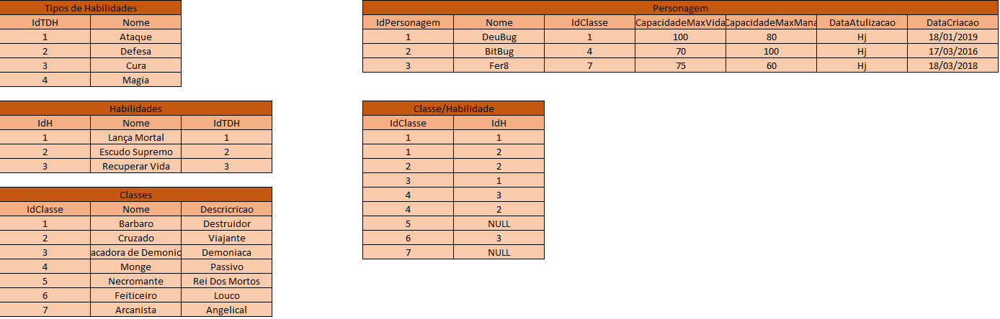 Tipos de Habilidades
IdTDH Nome
1 Ataque
2 Defesa
3 Cura
4 Magia
Personagem
IdPersonagem Nome IdClasse CapacidadeMaxVida CapacidadeMaxMana DataAtulizacao DataCriacao
1 DeuBug 1 100 80 Hj 18/01/2019
2 BitBug 4 70 100 Hj 17/03/2016
3 Fer8 7 75 60 Hj 18/03/2018
Habilidades
IdH Nome IdTDH
1 Lança Mortal 1
2 Escudo Supremo 2
3 Recuperar Vida 3
Classe/Habilidade
IdClasse IdH
1 1
1 2
2 2
3 1
4 3
4 2
5 NULL
6 3
7 NULL
Classes
IdClasse Nome Descricricao
1 Barbaro Destruidor
2 Cruzado Viajante
3 acadora de Demonio Demoniaca
4 Monge Passivo
5 Necromante Rei Dos Mortos
6 Feiticeiro Louco
7 Arcanista Angelical